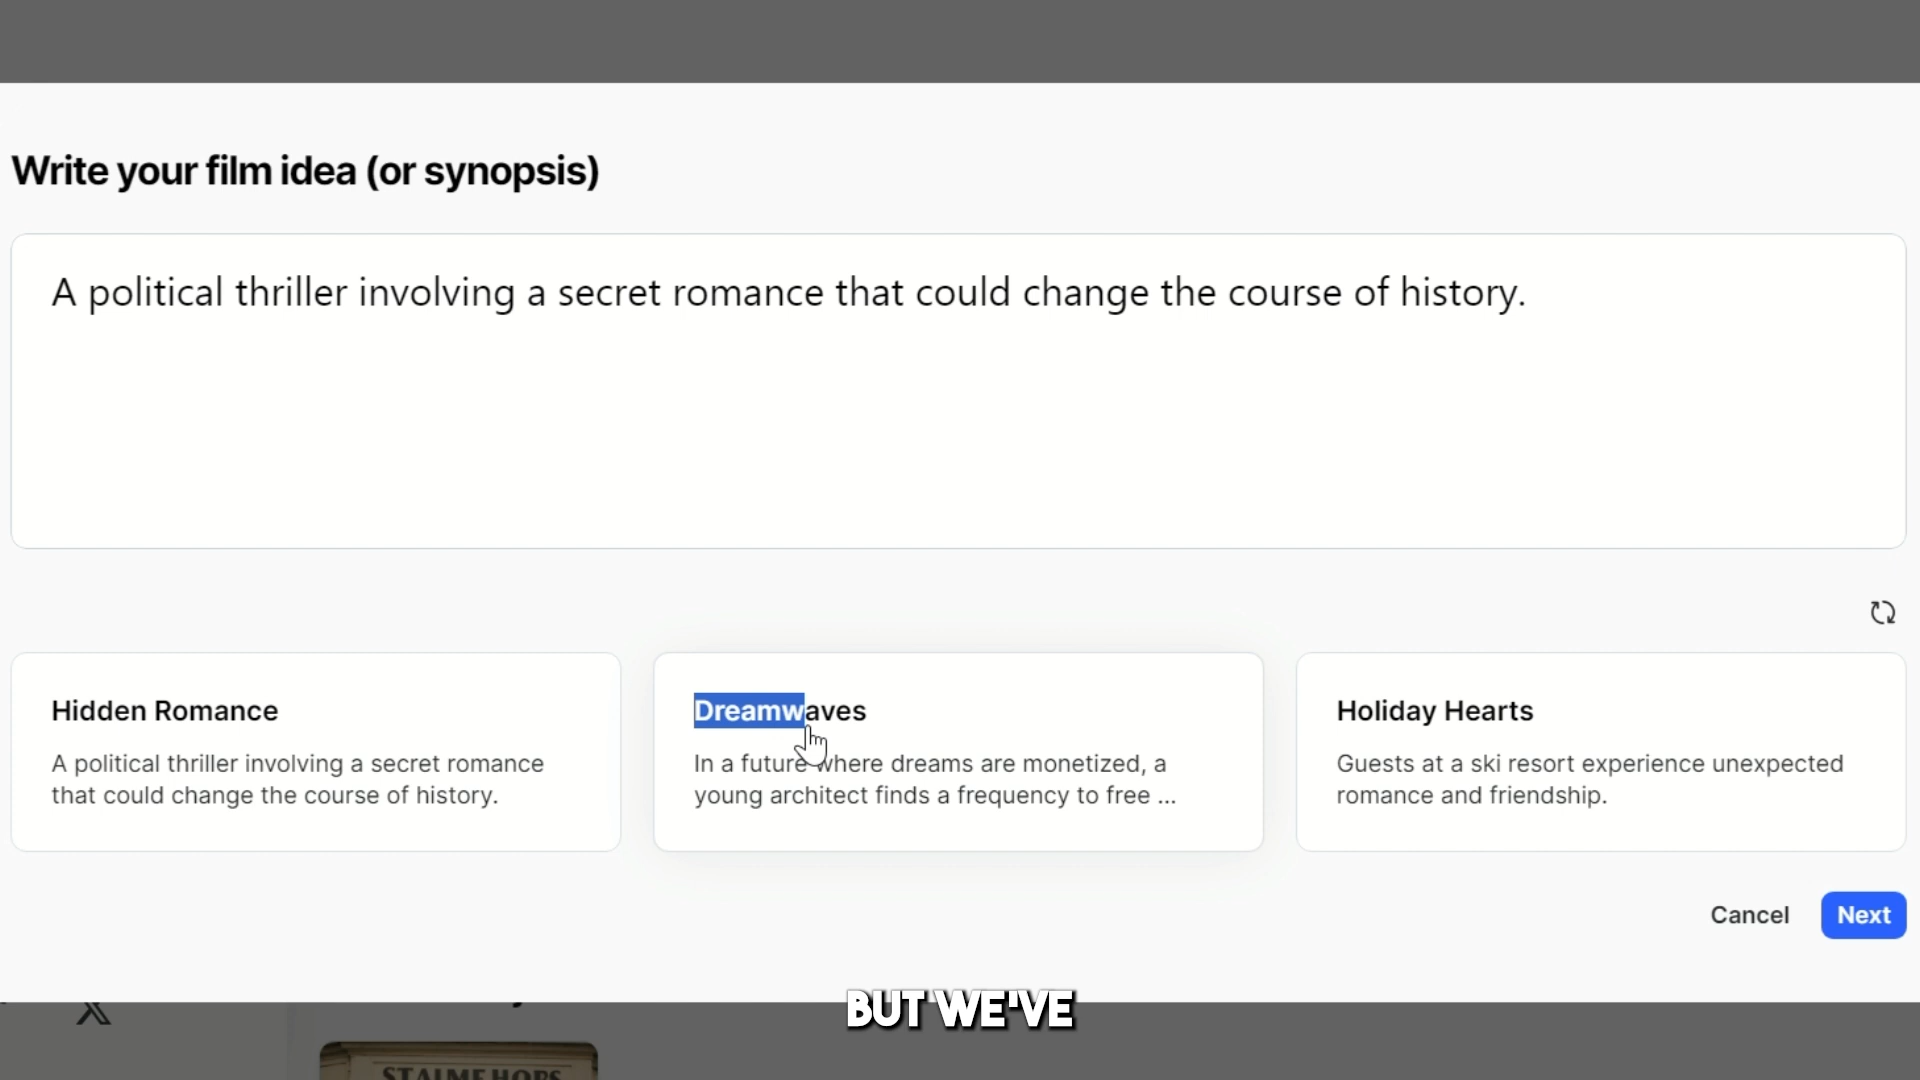 Write your film idea (or synopsis)
A political thriller involving a secret romance that could change the course of history.
Hidden Romance
A political thriller involving a secret romance
that could change the course of history.
Dreamwaves
In a future where dreams are monetized, a
young architect finds a frequency to free ...
Holiday Hearts
Guests at a ski resort experience unexpected
romance and friendship.
Cancel
Next
BUT WE'VE